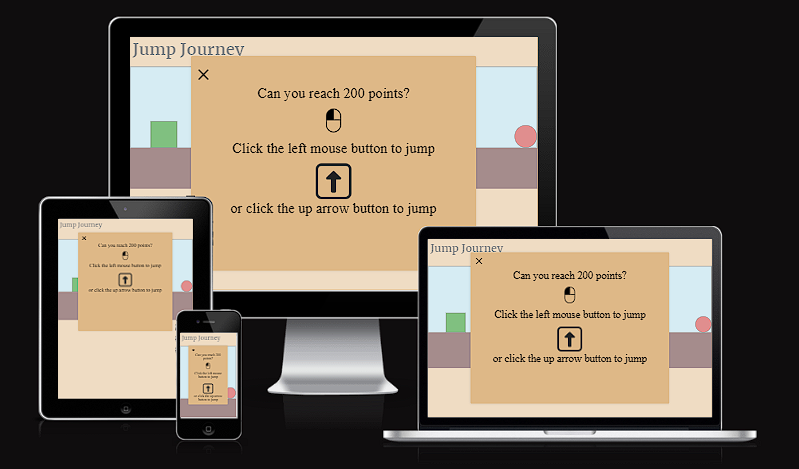 Jump Journey
Can you reach 200 points?
Click the left mouse button to jump
or click the up arrow button to jump
Jump Journey
Can you reach 200 points?
Click the left mouse button to jump
or click the up arrow button to jump
Jump Journey
Can you reach 200
points?
Click the left mouse
button to jump
or click the up arrow
button to jump
Jump Journey
Can you reach 200 points?
Click the left mouse button to jump
or click the up arrow button to jump